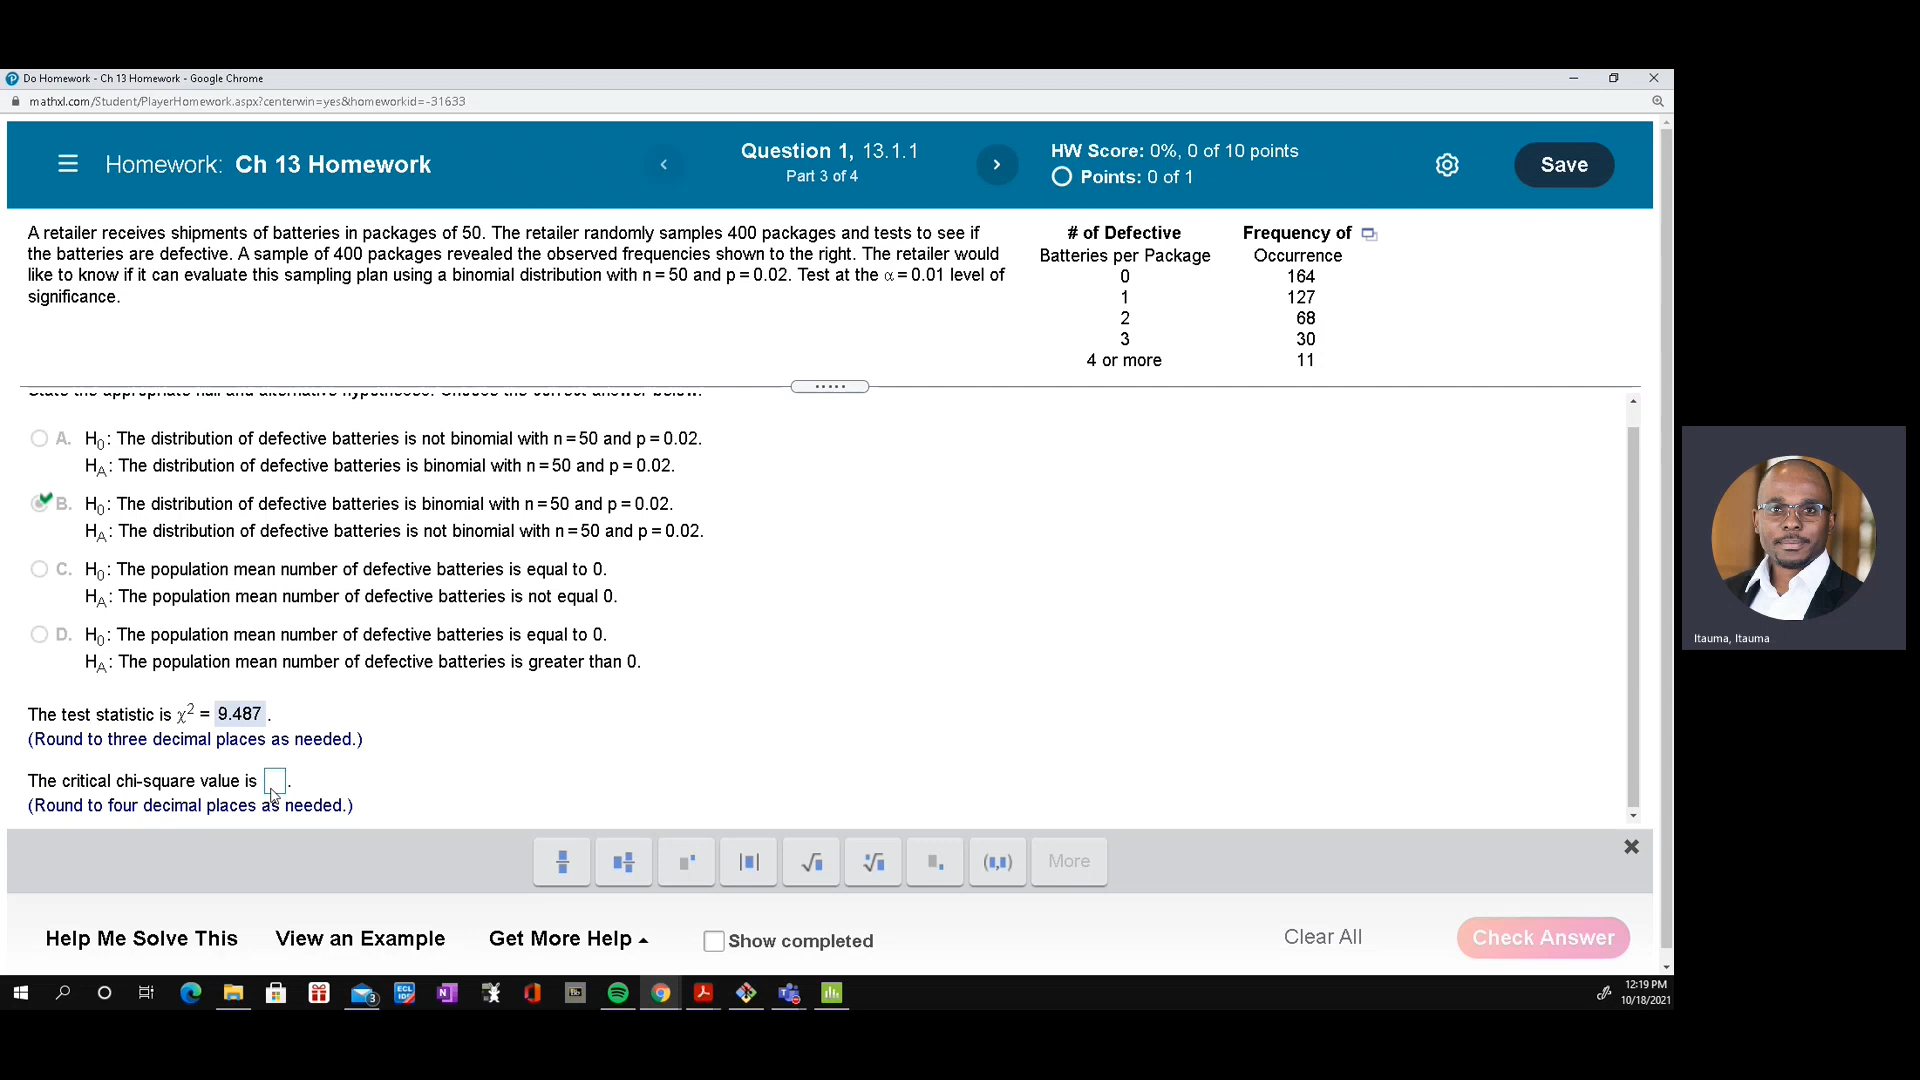 Do Homework - Ch 13 Homework - Google Chrome
mathxl.com/Student/PlayerHomework.aspx?centerwin=yes&homeworkid=-31633
Homework: Ch 13 Homework
Question 1, 13.1.1
Part 3 of 4
HW Score: 0%, 0 of 10 points
Points: 0 of 1
Save
A retailer receives shipments of batteries in packages of 50. The retailer randomly samples 400 packages and tests to see if
the batteries are defective. A sample of 400 packages revealed the observed frequencies shown to the right. The retailer would
like to know if it can evaluate this sampling plan using a binomial distribution with n = 50 and p = 0.02. Test at the α = 0.01 level of
significance.
# of Defective Frequency of
Batteries per Package Occurrence
0 164
1 127
2 68
3 30
4 or more 11
State the appropriate null and alternative hypotheses. Choose the correct answer below.
A. H0: The distribution of defective batteries is not binomial with n = 50 and p = 0.02.
HA: The distribution of defective batteries is binomial with n = 50 and p = 0.02.
B. H0: The distribution of defective batteries is binomial with n = 50 and p = 0.02.
HA: The distribution of defective batteries is not binomial with n = 50 and p = 0.02.
C. H0: The population mean number of defective batteries is equal to 0.
HA: The population mean number of defective batteries is not equal 0.
D. H0: The population mean number of defective batteries is equal to 0.
HA: The population mean number of defective batteries is greater than 0.
The test statistic is χ2 = 9.487 .
(Round to three decimal places as needed.)
The critical chi-square value is .
(Round to four decimal places as needed.)
More
Help Me Solve This
View an Example
Get More Help
Show completed
Clear All
Check Answer
Itauma, Itauma
12:19 PM
10/18/2021